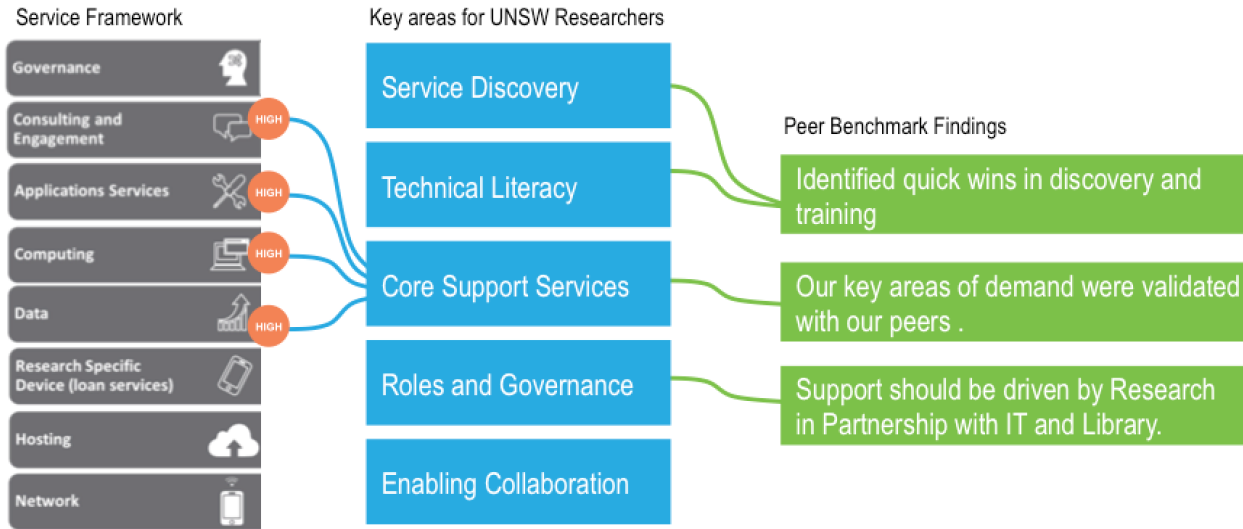 Service Framework
Governance
Consulting and
Engagement
HIGH
Applications Services
HIGH
Computing
HIGH
Data
HIGH
Research Specific
Device (loan services)
Hosting
Network
Key areas for UNSW Researchers
Service Discovery
Technical Literacy
Core Support Services
Roles and Governance
Enabling Collaboration
Peer Benchmark Findings
Identified quick wins in discovery and
training
Our key areas of demand were validated
with our peers .
Support should be driven by Research
in Partnership with IT and Library.